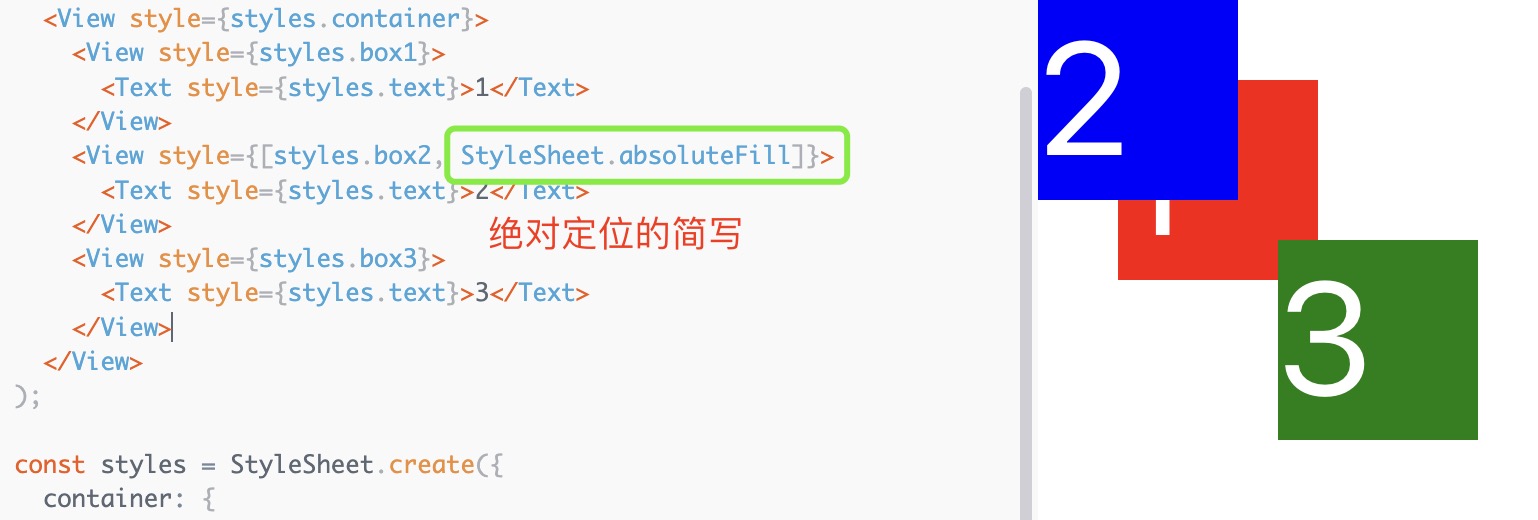 <View style={styles.container}>
<View style={styles.box1}>
<Text style={styles.text}>1</Text>
</View>
<View style={[styles.box2, StyleSheet.absoluteFill]}>
<Text style={styles.text}>2</Text>
</View>
绝对定位的简写
<View style={styles.box3}>
<Text style={styles.text}>3</Text>
</View>
</View>
);
const styles = StyleSheet.create({
container: {
2
3